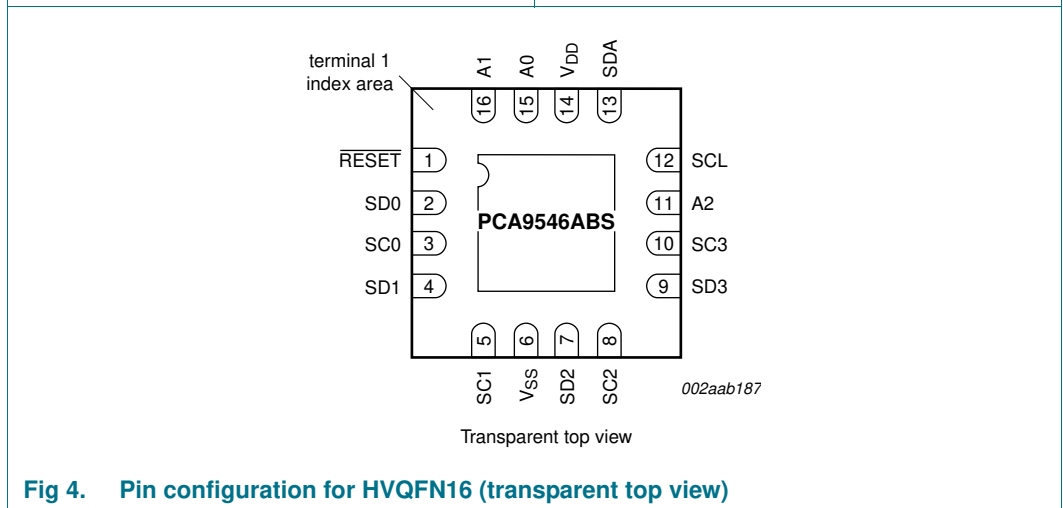 terminal 1
index area
A1
A0
VDD
SDA
16
15
14
13
RESET 1
12 SCL
SD0 2
11 A2
PCA9546ABS
SC0 3
10 SC3
SD1 4
9 SD3
5
6
7
8
SC1
VSS
SD2
SC2
002aab187
Transparent top view
Fig 4. Pin configuration for HVQFN16 (transparent top view)